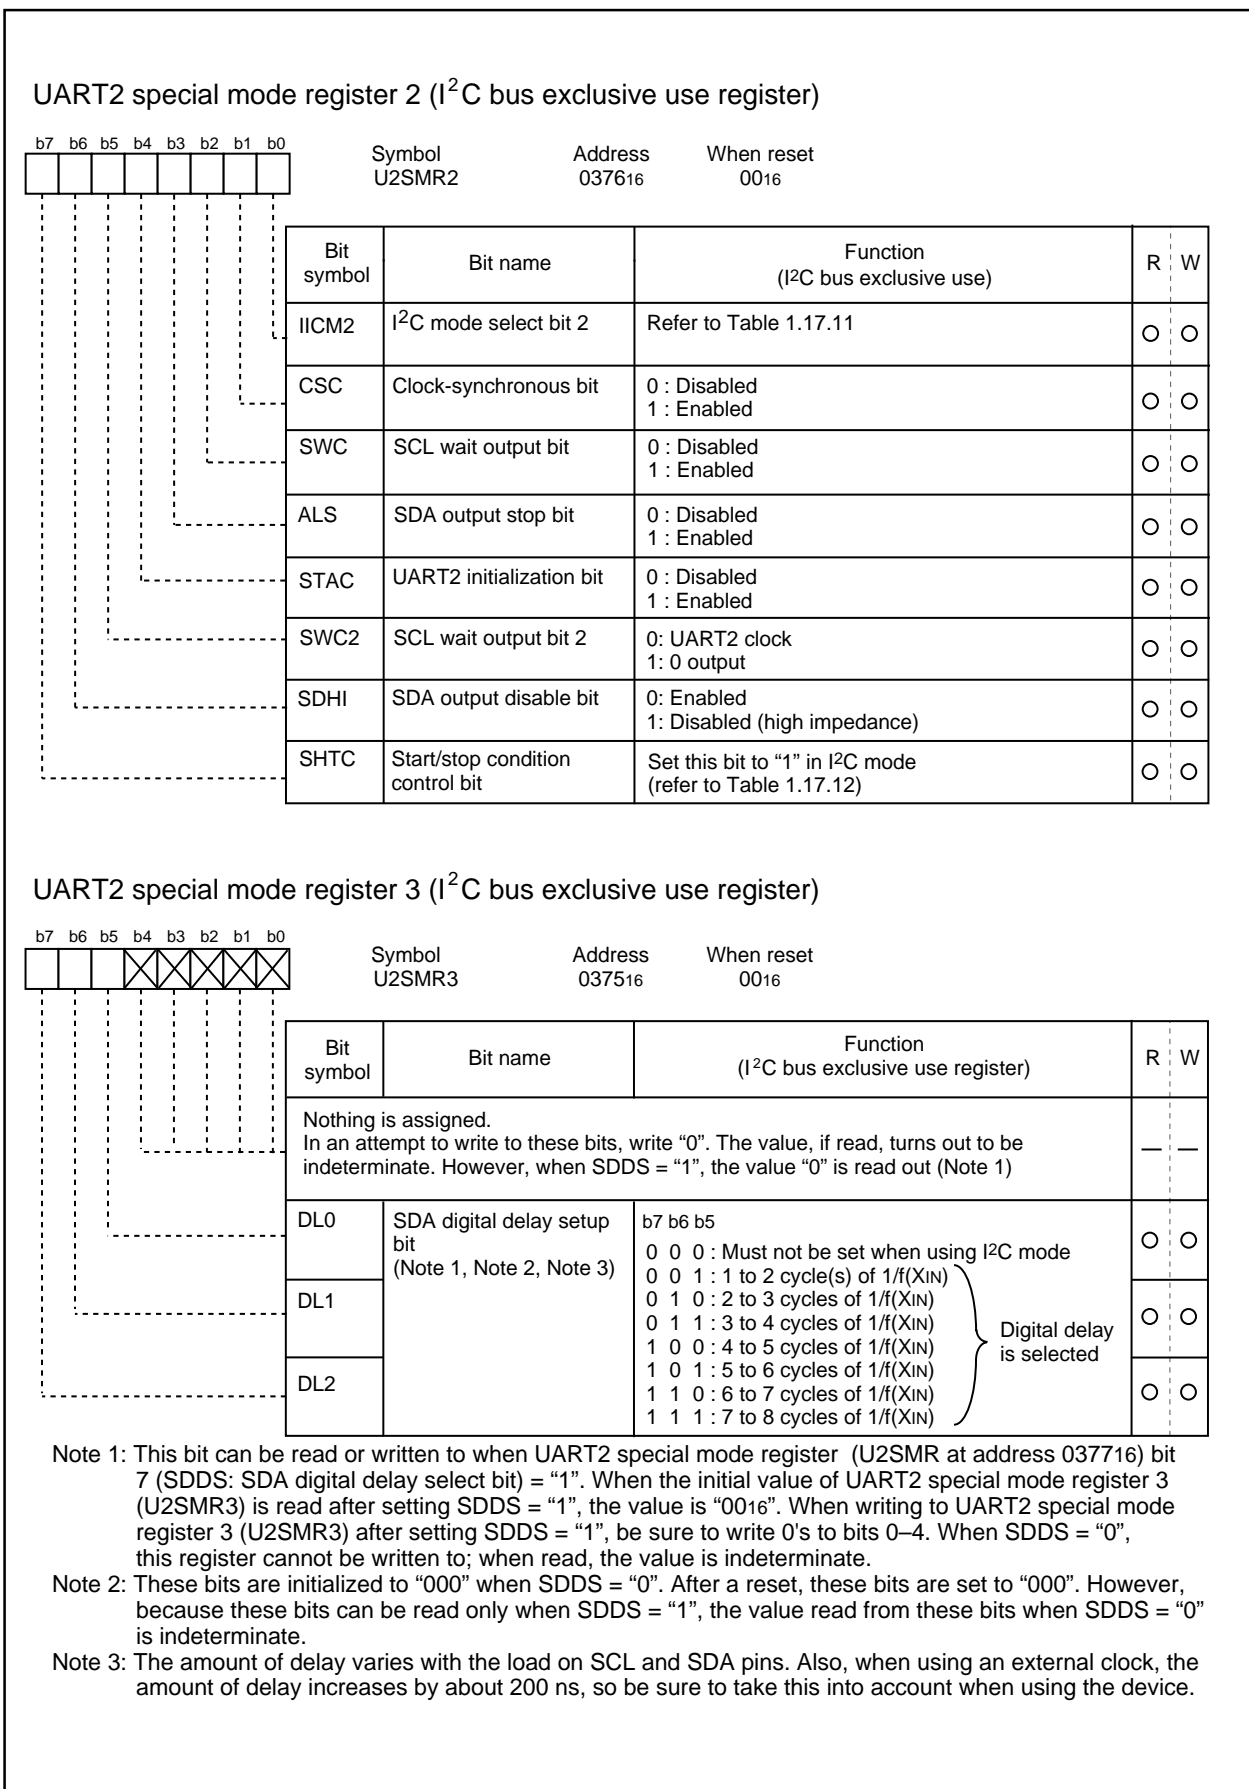 UART2 special mode register 2 (I2C bus exclusive use register)
b7 b6 b5 b4 b3 b2 b1 b0
Symbol Address When reset
U2SMR2 037616 0016
Bit symbol Bit name Function (I2C bus exclusive use) R W
IICM2 I2C mode select bit 2 Refer to Table 1.17.11
CSC Clock-synchronous bit 0 : Disabled
1 : Enabled
SWC SCL wait output bit 0 : Disabled
1 : Enabled
ALS SDA output stop bit 0 : Disabled
1 : Enabled
STAC UART2 initialization bit 0 : Disabled
1 : Enabled
SWC2 SCL wait output bit 2 0: UART2 clock
1: 0 output
SDHI SDA output disable bit 0: Enabled
1: Disabled (high impedance)
SHTC Start/stop condition Set this bit to “1” in I2C mode
control bit (refer to Table 1.17.12)
UART2 special mode register 3 (I2C bus exclusive use register)
b7 b6 b5 b4 b3 b2 b1 b0
Symbol Address When reset
U2SMR3 037516 0016
Bit symbol Bit name Function (I2C bus exclusive use register) R W
Nothing is assigned.
In an attempt to write to these bits, write “0”. The value, if read, turns out to be
indeterminate. However, when SDDS = “1”, the value “0” is read out (Note 1)
DL0 SDA digital delay setup b7 b6 b5
bit
(Note 1, Note 2, Note 3)
0 0 0 : Must not be set when using I2C mode
0 0 1 : 1 to 2 cycle(s) of 1/f(XIN)
DL1 0 1 0 : 2 to 3 cycles of 1/f(XIN)
0 1 1 : 3 to 4 cycles of 1/f(XIN)
Digital delay
1 0 0 : 4 to 5 cycles of 1/f(XIN)
is selected
1 0 1 : 5 to 6 cycles of 1/f(XIN)
DL2 1 1 0 : 6 to 7 cycles of 1/f(XIN)
1 1 1 : 7 to 8 cycles of 1/f(XIN)
Note 1: This bit can be read or written to when UART2 special mode register (U2SMR at address 037716) bit
7 (SDDS: SDA digital delay select bit) = “1”. When the initial value of UART2 special mode register 3
(U2SMR3) is read after setting SDDS = “1”, the value is “0016”. When writing to UART2 special mode
register 3 (U2SMR3) after setting SDDS = “1”, be sure to write 0's to bits 0–4. When SDDS = “0”,
this register cannot be written to; when read, the value is indeterminate.
Note 2: These bits are initialized to “000” when SDDS = “0”. After a reset, these bits are set to “000”. However,
because these bits can be read only when SDDS = “1”, the value read from these bits when SDDS = “0”
is indeterminate.
Note 3: The amount of delay varies with the load on SCL and SDA pins. Also, when using an external clock, the
amount of delay increases by about 200 ns, so be sure to take this into account when using the device.